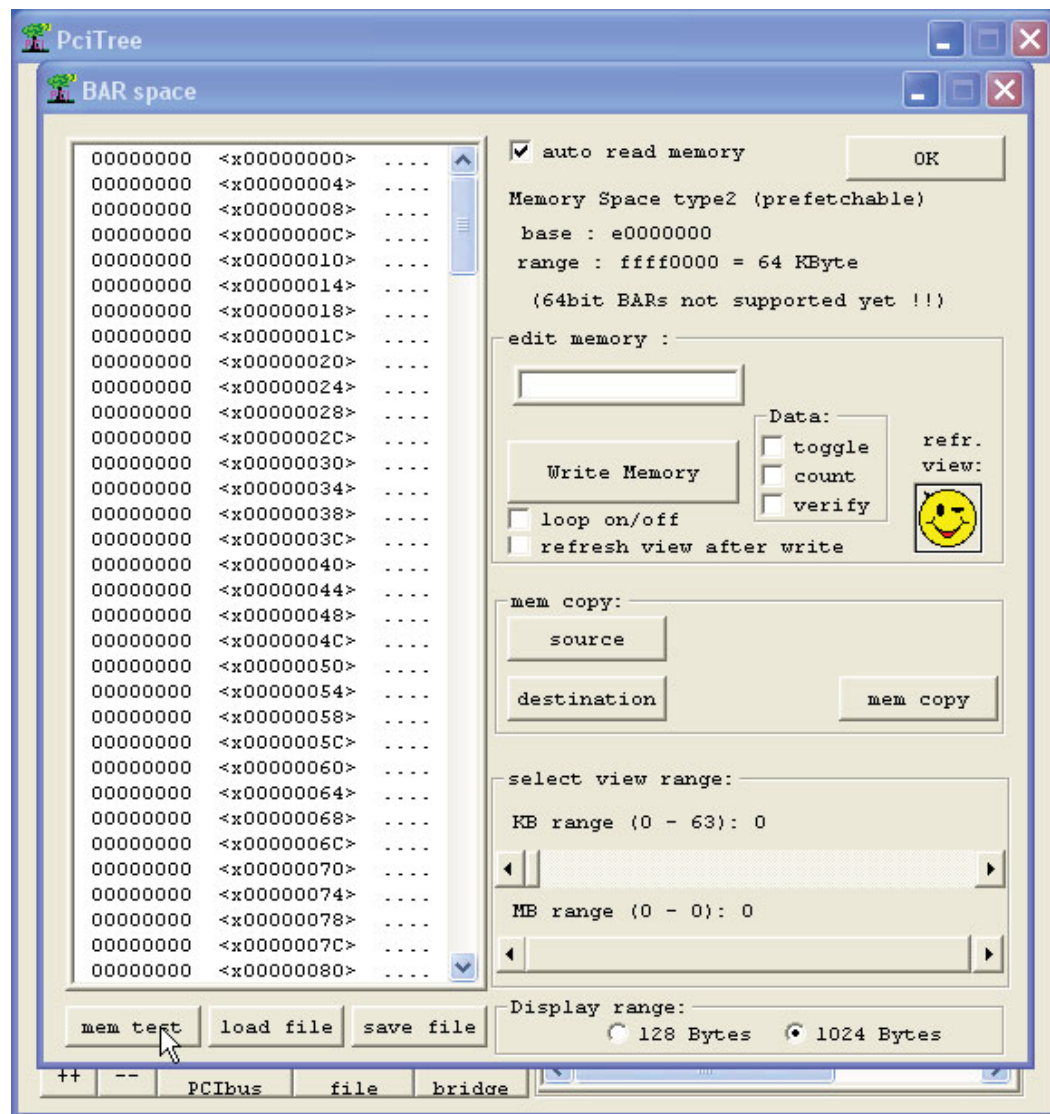 PciTree
BAR space
00000000 <x00000000> ....
00000000 <x00000004> ....
00000000 <x00000008> ....
00000000 <x0000000C> ....
00000000 <x00000010> ....
00000000 <x00000014> ....
00000000 <x00000018> ....
00000000 <x0000001C> ....
00000000 <x00000020> ....
00000000 <x00000024> ....
00000000 <x00000028> ....
00000000 <x0000002C> ....
00000000 <x00000030> ....
00000000 <x00000034> ....
00000000 <x00000038> ....
00000000 <x0000003C> ....
00000000 <x00000040> ....
00000000 <x00000044> ....
00000000 <x00000048> ....
00000000 <x0000004C> ....
00000000 <x00000050> ....
00000000 <x00000054> ....
00000000 <x00000058> ....
00000000 <x0000005C> ....
00000000 <x00000060> ....
00000000 <x00000064> ....
00000000 <x00000068> ....
00000000 <x0000006C> ....
00000000 <x00000070> ....
00000000 <x00000074> ....
00000000 <x00000078> ....
00000000 <x0000007C> ....
00000000 <x00000080> ....
mem test load file save file
auto read memory
OK
Memory Space type2 (prefetchable)
base : e0000000
range : ffff0000 = 64 KByte
(64bit BARs not supported yet !!)
edit memory :
Data:
toggle
count
verify
Write Memory
refr.
view:
loop on/off
refresh view after write
mem copy:
source
destination
mem copy
select view range:
KB range (0 - 63): 0
MB range (0 - 0): 0
Display range:
128 Bytes 1024 Bytes
++ -- PCIbus file bridge